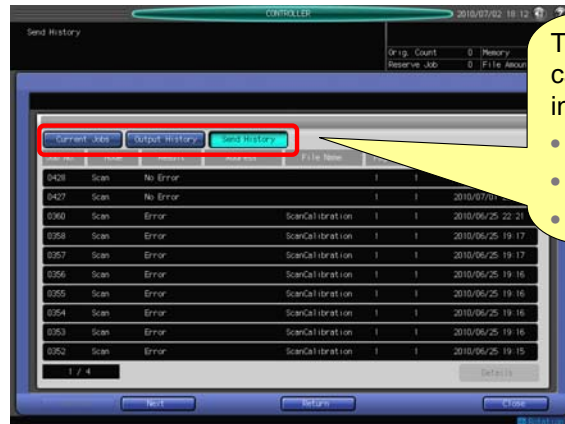 CONTROLLER
2010/07/02 18:12
Send History
Orig. Count 0 Memory
Reserve Job 0 File Amoun
T
c
in
•
•
•
Current Jobs Output History Send History
Mode Result Address File Name
0428 Scan No Error 1 1
0427 Scan No Error 1 1 2010/07/01
0360 Scan Error ScanCalibration 1 1 2010/06/25 22:21
0358 Scan Error ScanCalibration 1 1 2010/06/25 19:17
0357 Scan Error ScanCalibration 1 1 2010/06/25 19:17
0356 Scan Error ScanCalibration 1 1 2010/06/25 19:16
0355 Scan Error ScanCalibration 1 1 2010/06/25 19:16
0354 Scan Error ScanCalibration 1 1 2010/06/25 19:16
0353 Scan Error ScanCalibration 1 1 2010/06/25 19:16
0352 Scan Error ScanCalibration 1 1 2010/06/25 19:15
1 / 4
Details
Next Return Close